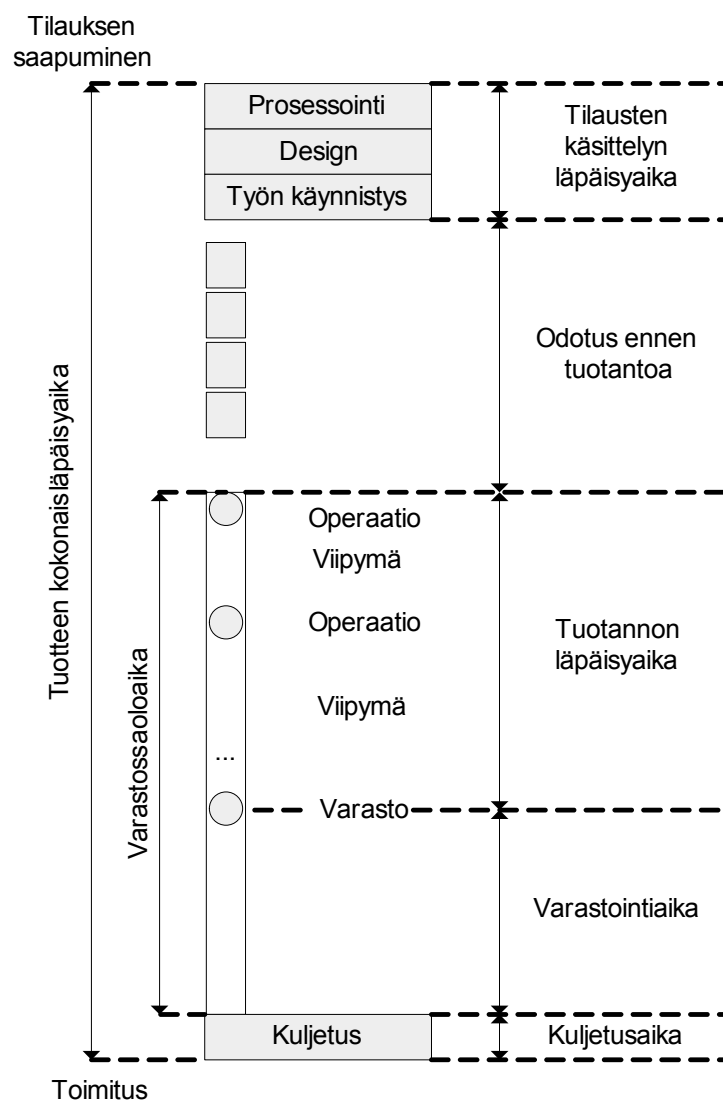 Tilauksen
saapuminen
Prosessointi
Design
Työn käynnistys
Tilausten
käsittelyn
läpäisyaika
Odotus ennen
tuotantoa
Tuotteen kokonaisläpäisyaika
Varastossaoloaika
Operaatio
Viipymä
Operaatio
Tuotannon
läpäisyaika
Viipymä
...
Varasto
Varastointiaika
Kuljetus
Kuljetusaika
Toimitus